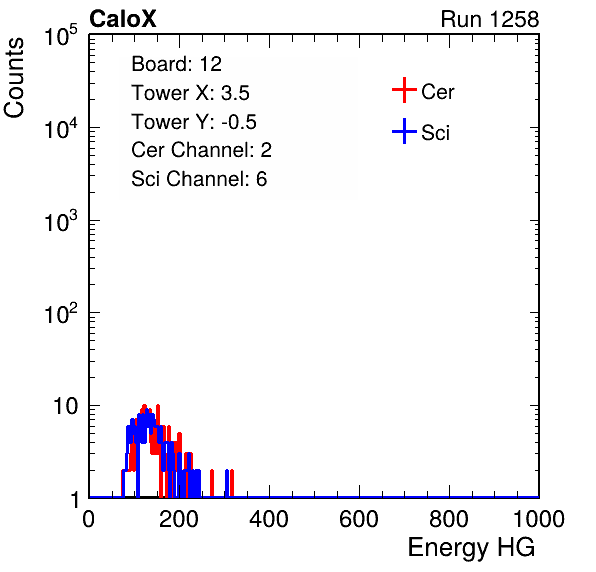 CaloX Run 1258
Counts
10^5
10^4
10^3
10^2
10
1
Board: 12
Tower X: 3.5
Tower Y: -0.5
Cer Channel: 2
Sci Channel: 6
Cer
Sci
0 200 400 600 800 1000
Energy HG